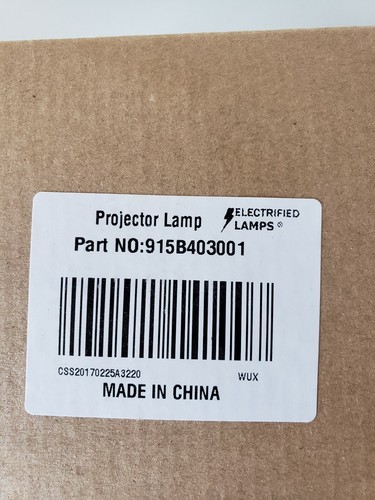 Projector Lamp
ELECTRIFIED
LAMPS®
Part NO:915B403001
CSS20170225A3220
WUX
MADE IN CHINA